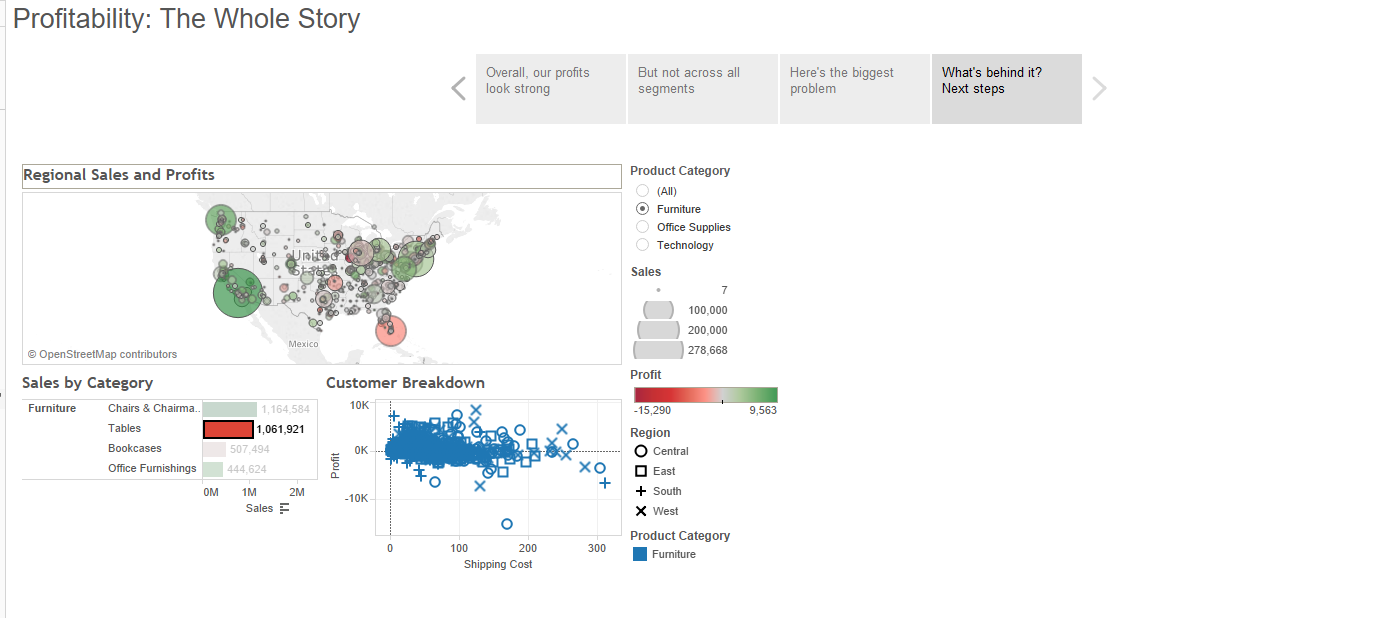 Profitability: The Whole Story
Overall, our profits
look strong
But not across all
segments
Here's the biggest
problem
What's behind it?
Next steps
Regional Sales and Profits
United
States
Mexico
© OpenStreetMap contributors
Product Category
(All)
Furniture
Office Supplies
Technology
Sales
7
100,000
200,000
278,668
Profit
-15,290 9,563
Region
Central
East
South
West
Product Category
Furniture
Sales by Category
Furniture
Chairs & Chairma.. 1,164,584
Tables 1,061,921
Bookcases 507,494
Office Furnishings 444,624
0M 1M 2M
Sales
Customer Breakdown
10K
0K
-10K
Profit
0 100 200 300
Shipping Cost